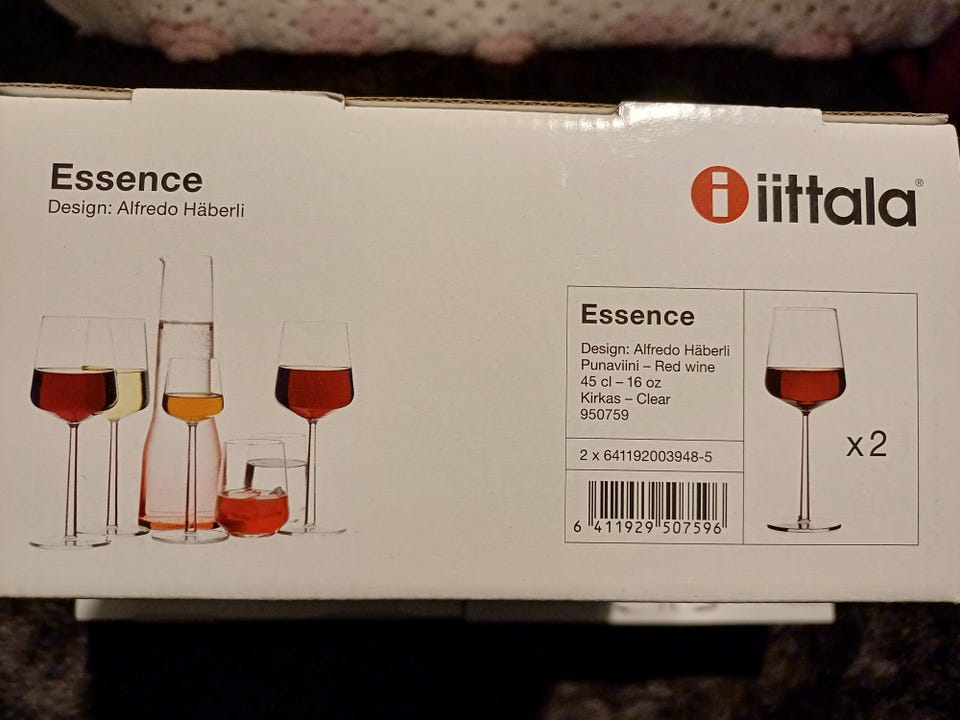 Essence
Design: Alfredo Häberli
i iittala®
Essence
Design: Alfredo Häberli
Punaviini – Red wine
45 cl – 16 oz
Kirkas – Clear
950759
x2
2 x 641192003948-5
6 411929 507596